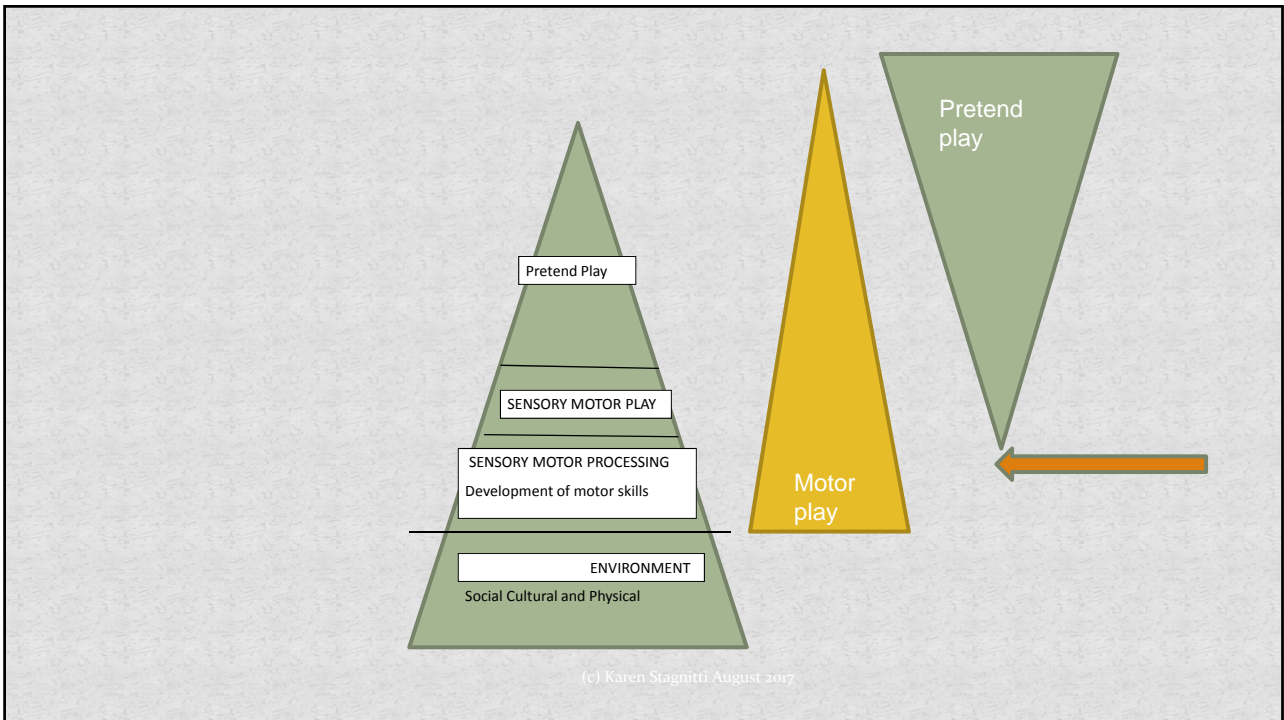 Pretend
play
Pretend Play
SENSORY MOTOR PLAY
SENSORY MOTOR PROCESSING
Development of motor skills
Motor
play
ENVIRONMENT
Social Cultural and Physical
(c) Karen Stagnitti August 2017